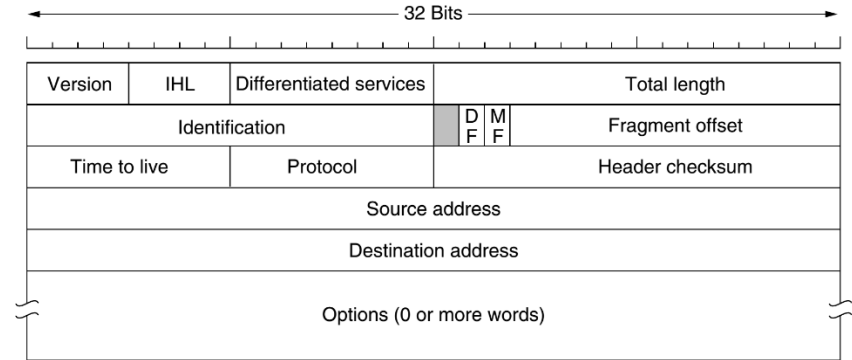 32 Bits
Version IHL Differentiated services Total length
Identification D F M F Fragment offset
Time to live Protocol Header checksum
Source address
Destination address
Options (0 or more words)